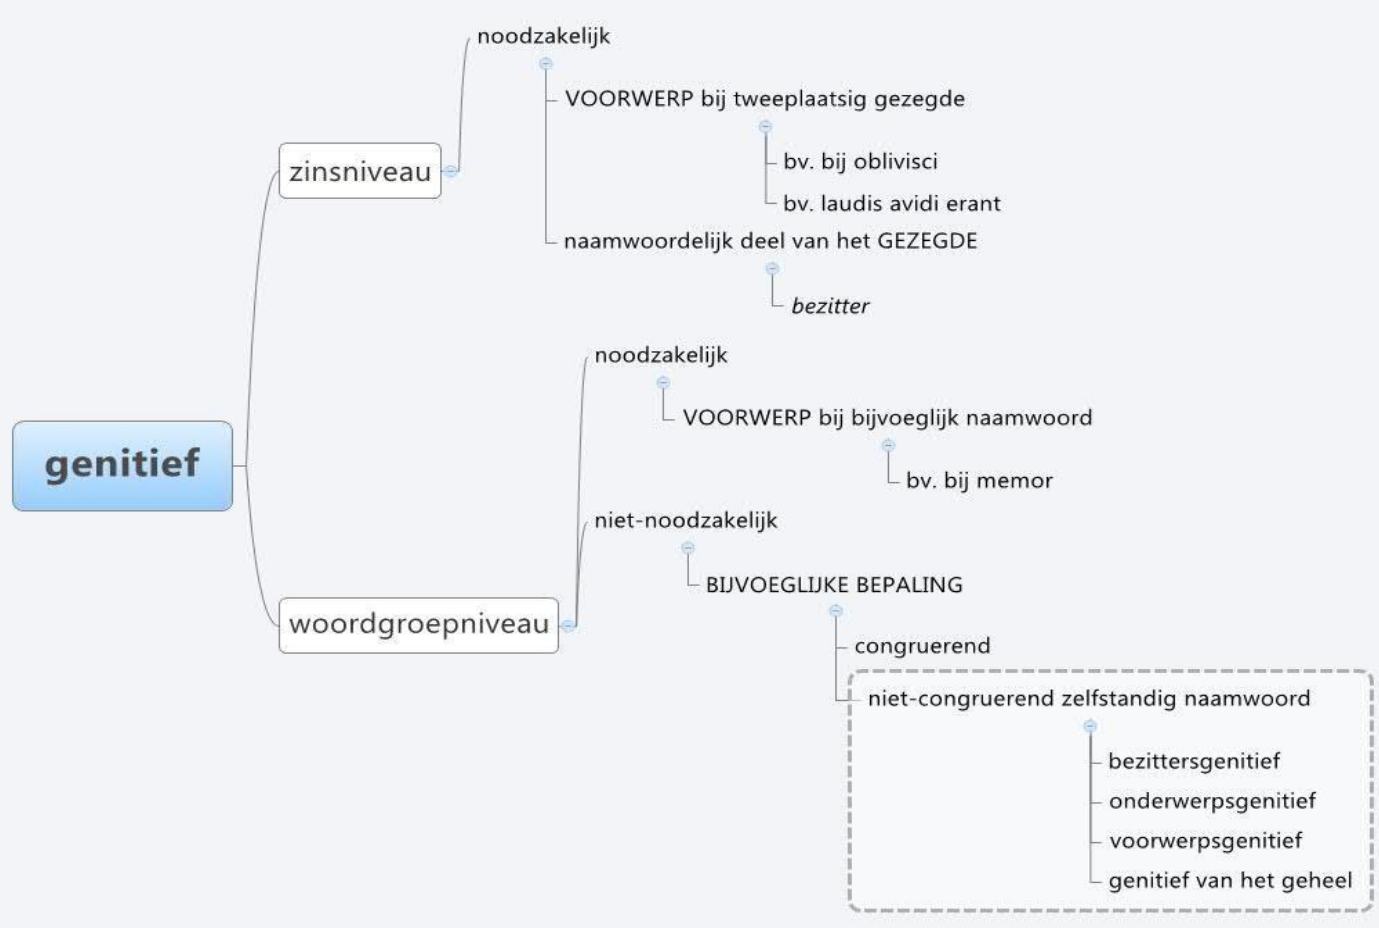 noodzakelijk
VOORWERP bij tweeplaatsig gezegde
bv. bij oblivisci
zinsniveau
bv. laudis avidi erant
naamwoordelijk deel van het GEZEGDE
bezitter
noodzakelijk
VOORWERP bij bijvoeglijk naamwoord
genitief
bv. bij memor
niet-noodzakelijk
BIJVOEGLIJKE BEPALING
woordgroepniveau
congruerend
niet-congruerend zelfstandig naamwoord
bezittersgenitief
onderwerpsgenitief
voorwerpsgenitief
genitief van het geheel